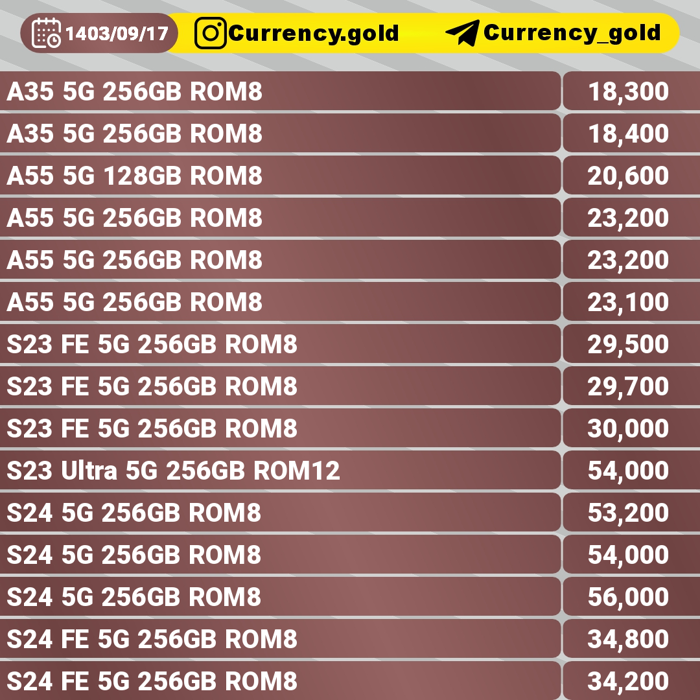 1403/09/17 Currency.gold Currency_gold
A35 5G 256GB ROM8 18,300
A35 5G 256GB ROM8 18,400
A55 5G 128GB ROM8 20,600
A55 5G 256GB ROM8 23,200
A55 5G 256GB ROM8 23,200
A55 5G 256GB ROM8 23,100
S23 FE 5G 256GB ROM8 29,500
S23 FE 5G 256GB ROM8 29,700
S23 FE 5G 256GB ROM8 30,000
S23 Ultra 5G 256GB ROM12 54,000
S24 5G 256GB ROM8 53,200
S24 5G 256GB ROM8 54,000
S24 5G 256GB ROM8 56,000
S24 FE 5G 256GB ROM8 34,800
S24 FE 5G 256GB ROM8 34,200